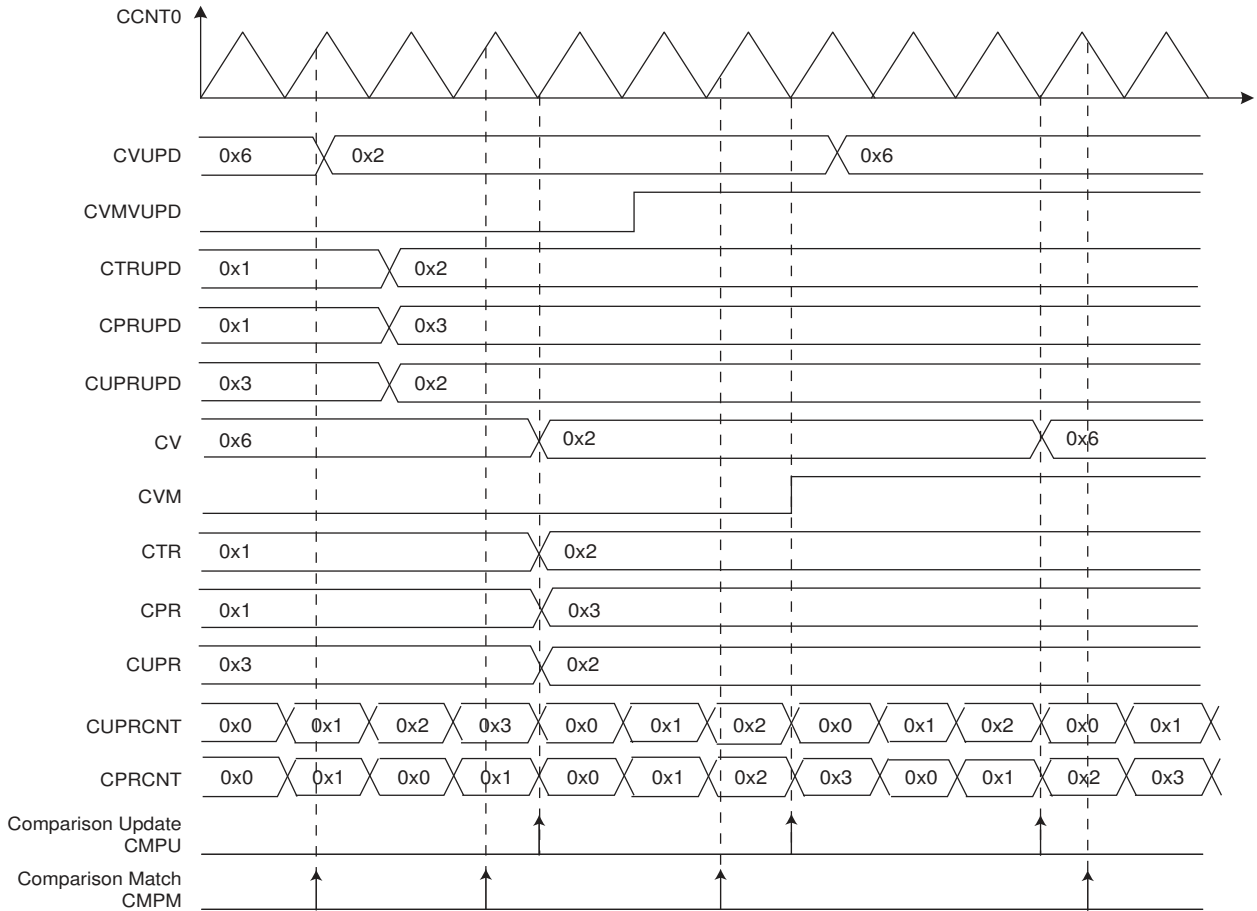 CCNT0
CVUPD 0x6 0x2 0x6
CVMVUPD
CTRUPD 0x1 0x2
CPRUPD 0x1 0x3
CUPRUPD 0x3 0x2
CV 0x6 0x2 0x6
CVM
CTR 0x1 0x2
CPR 0x1 0x3
CUPR 0x3 0x2
CUPRCNT 0x0 0x1 0x2 0x3 0x0 0x1 0x2 0x0 0x1 0x2 0x0 0x1
CPRCNT 0x0 0x1 0x0 0x1 0x0 0x1 0x2 0x3 0x0 0x1 0x2 0x3
Comparison Update
CMPU
Comparison Match
CMPM